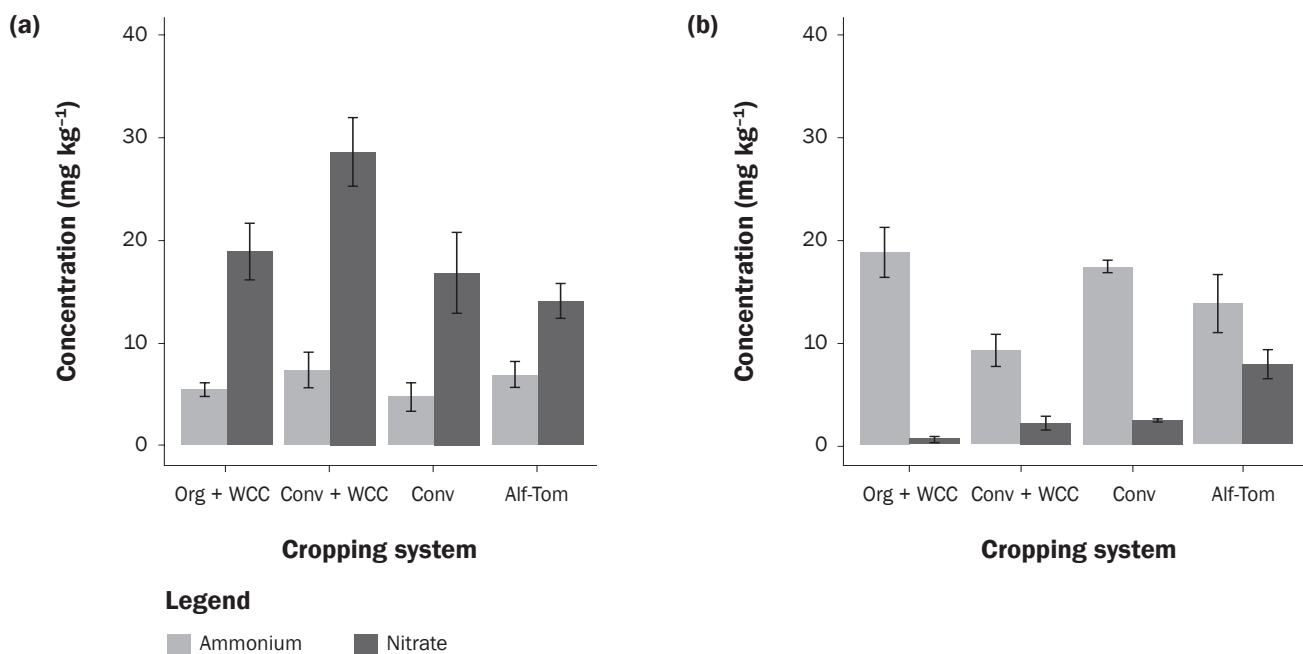 (a)
Concentration (mg kg⁻¹)
40
30
20
10
0
Org + WCC Conv + WCC Conv Alf-Tom
Cropping system
(b)
Concentration (mg kg⁻¹)
40
30
20
10
0
Org + WCC Conv + WCC Conv Alf-Tom
Cropping system
Legend
Ammonium Nitrate